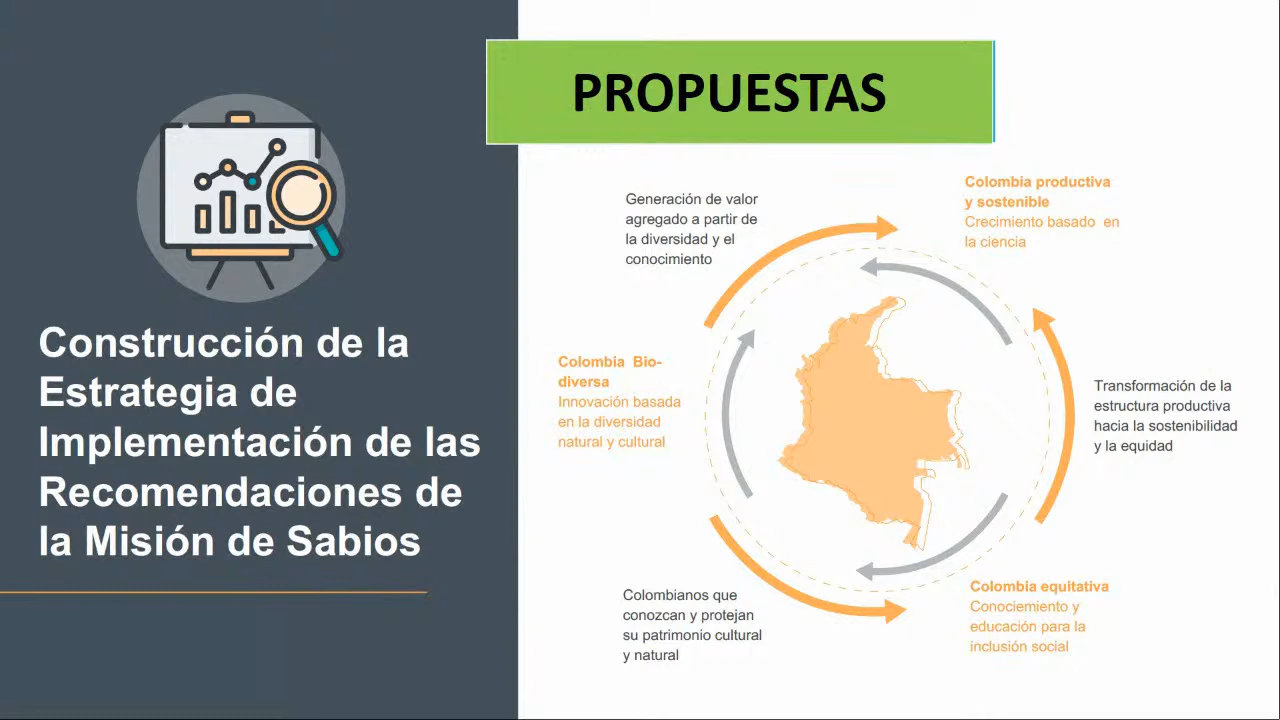 PROPUESTAS
Construcción de la
Estrategia de
Implementación de las
Recomendaciones de
la Misión de Sabios
Generación de valor
agregado a partir de
la diversidad y el
conocimiento
Colombia productiva
y sostenible
Crecimiento basado en
la ciencia
Colombia Bio-
diversa
Innovación basada
en la diversidad
natural y cultural
Transformación de la
estructura productiva
hacia la sostenibilidad
y la equidad
Colombianos que
conozcan y protejan
su patrimonio cultural
y natural
Colombia equitativa
Conociemiento y
educación para la
inclusión social